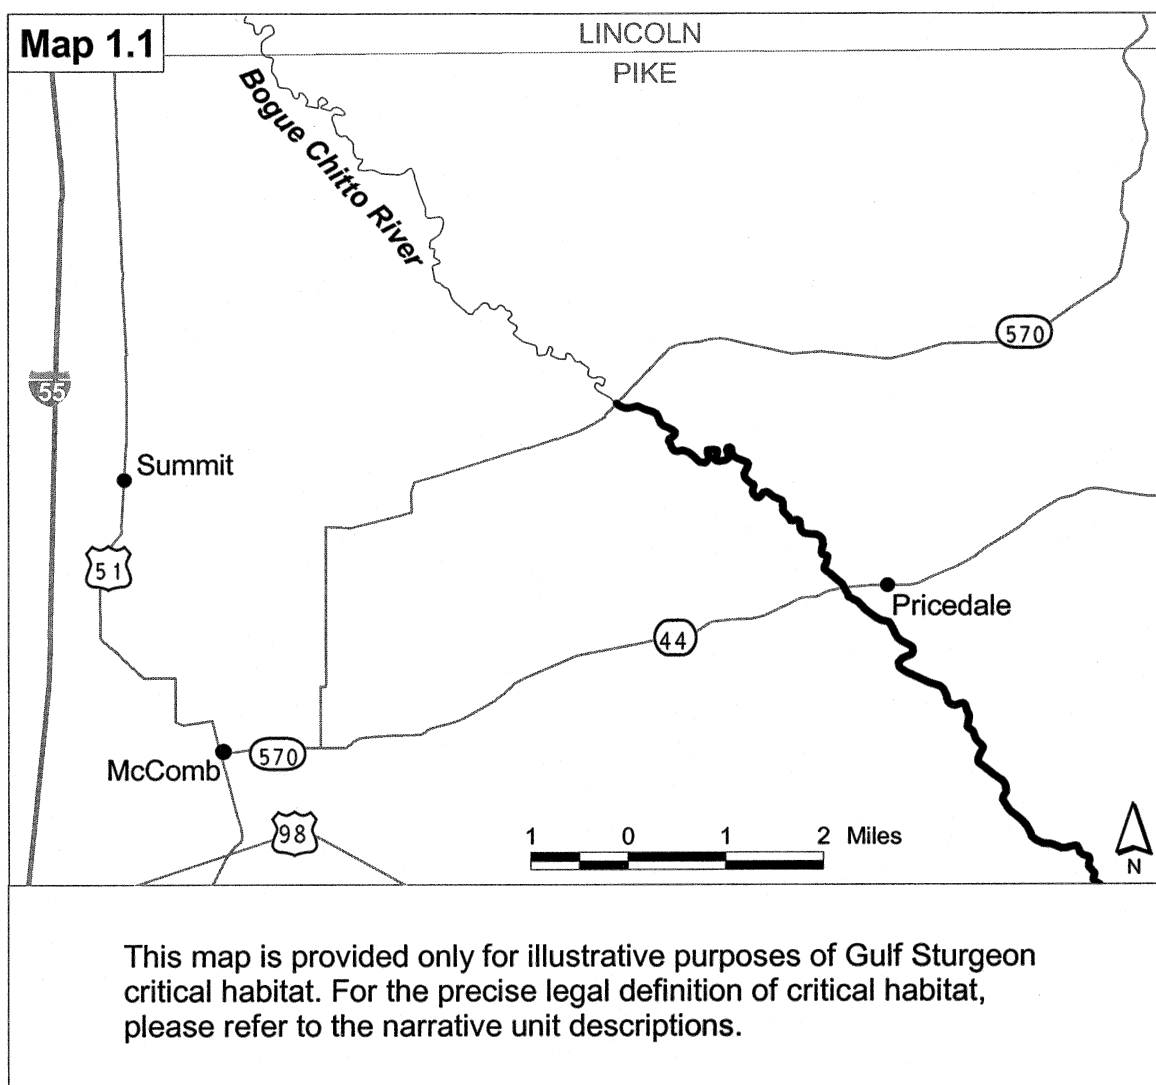 Map 1.1
LINCOLN
PIKE
Bogue Chitto River
570
55
Summit
51
Pricedale
44
McComb
570
98
1 0 1 2 Miles
N
This map is provided only for illustrative purposes of Gulf Sturgeon
critical habitat. For the precise legal definition of critical habitat,
please refer to the narrative unit descriptions.